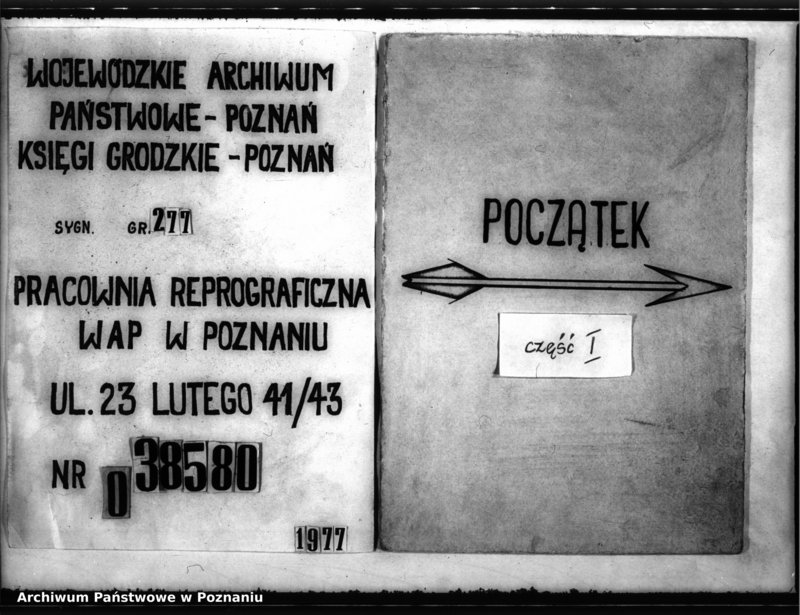 WOJEWÓDZKIE ARCHIWUM
PAŃSTWOWE - POZNAŃ
KSIĘGI GRODZKIE - POZNAŃ
SYGN. GR. 277
PRACOWNIA REPROGRAFICZNA
WAP W POZNANIU
UL. 23 LUTEGO 41/43
NR 038580
1977
POCZĄTEK
część I
Archiwum Państwowe w Poznaniu